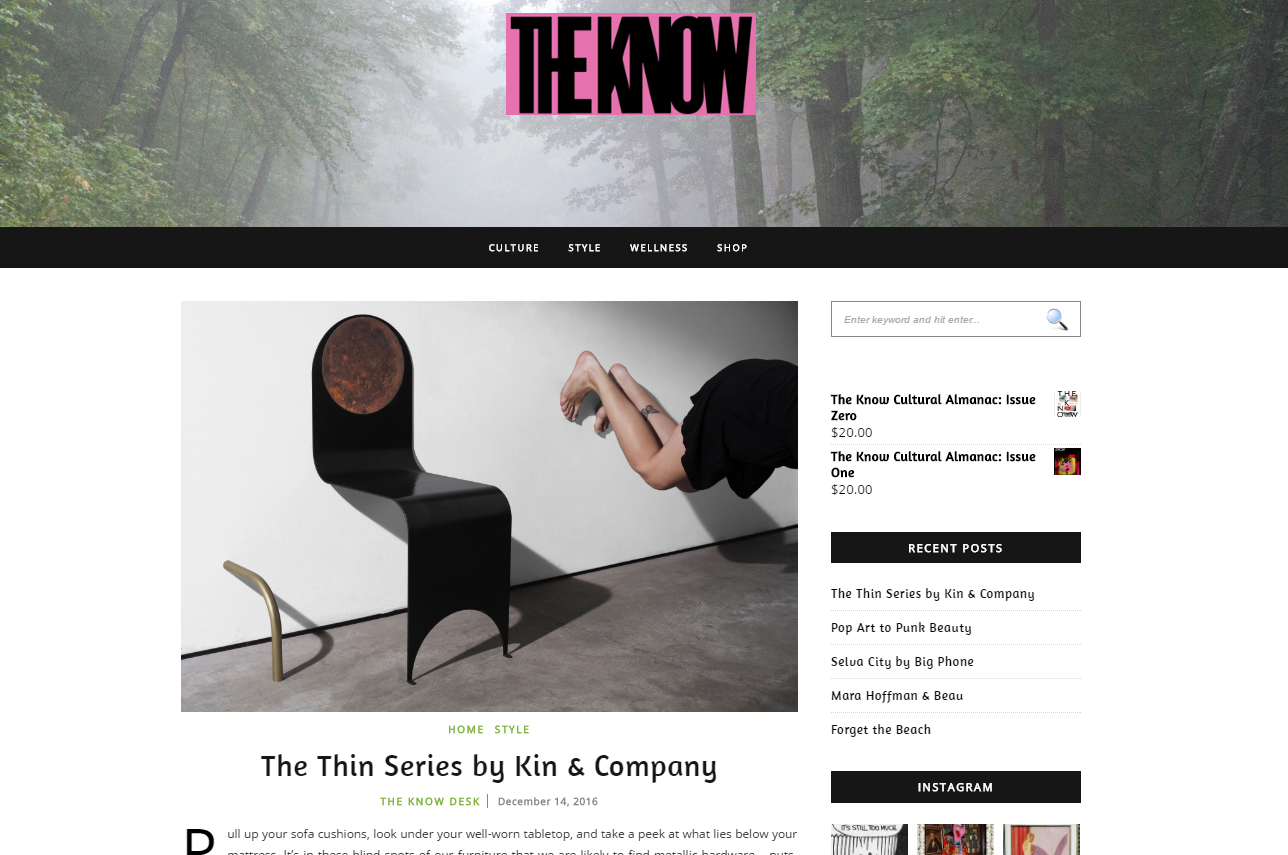 THE KNOW
CULTURE STYLE WELLNESS SHOP
Enter keyword and hit enter...
The Know Cultural Almanac: Issue
Zero
$20.00
THE
K
NOW
The Know Cultural Almanac: Issue
One
$20.00
RECENT POSTS
The Thin Series by Kin & Company
Pop Art to Punk Beauty
Selva City by Big Phone
Mara Hoffman & Beau
Forget the Beach
INSTAGRAM
IT'S STILL TOO MUCH
HOME STYLE
The Thin Series by Kin & Company
THE KNOW DESK December 14, 2016
Pull up your sofa cushions, look under your well-worn tabletop, and take a peek at what lies below your
mattress. It's in these blind spots of our furniture that we are likely to find metallic hardware – nuts,